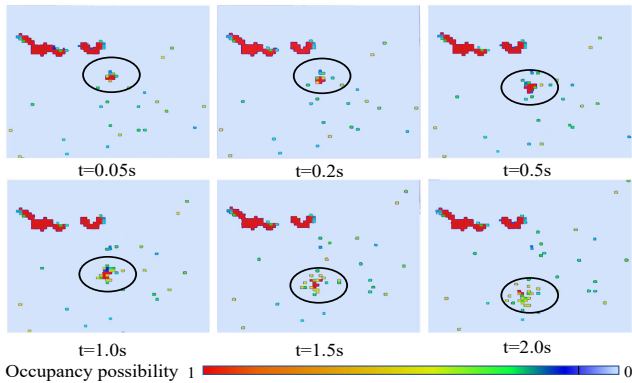 t=0.05s t=0.2s t=0.5s
t=1.0s t=1.5s t=2.0s
Occupancy possibility 1 0